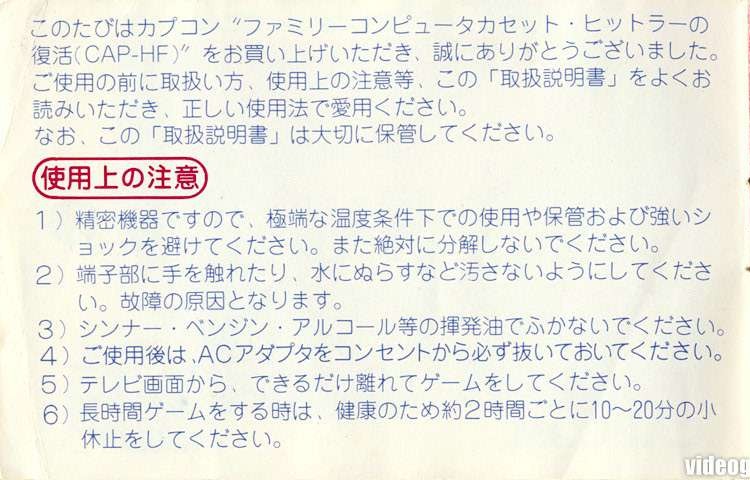 このたびはカプコン〝ファミリーコンピュータカセット・ヒットラーの
復活(CAP-HF)〟をお買い上げいただき、誠にありがとうございました。
ご使用の前に取扱い方、使用上の注意等、この「取扱説明書」をよくお
読みいただき、正しい使用法で愛用ください。
なお、この「取扱説明書」は大切に保管してください。
使用上の注意
1）精密機器ですので、極端な温度条件下での使用や保管および強いシ
ョックを避けてください。また絶対に分解しないでください。
2）端子部に手を触れたり、水にぬらすなど汚さないようにしてくださ
い。故障の原因となります。
3）シンナー・ベンジン・アルコール等の揮発油でふかないでください。
4）ご使用後は、ACアダプタをコンセントから必ず抜いておいてください。
5）テレビ画面から、できるだけ離れてゲームをしてください。
6）長時間ゲームをする時は、健康のため約2時間ごとに10〜20分の小
休止をしてください。
videog